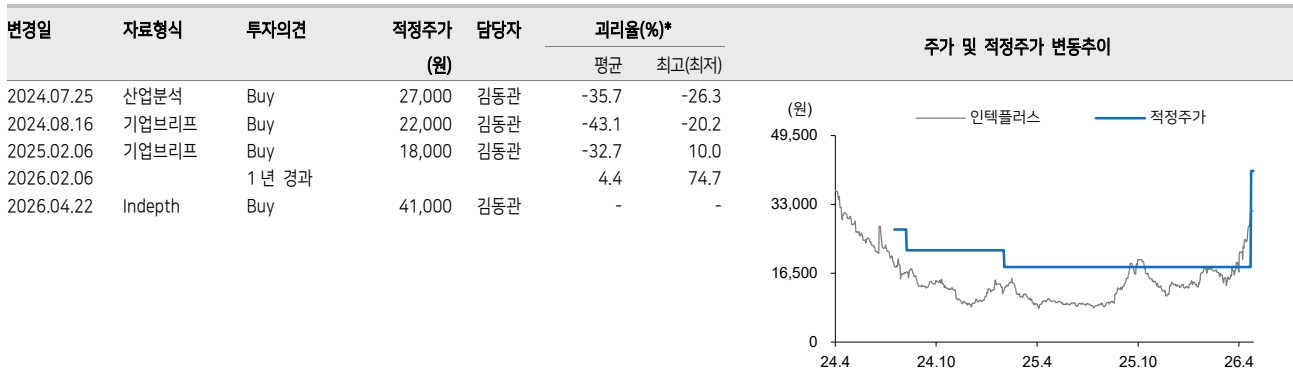 변경일 자료형식 투자의견 적정주가 담당자 괴리율(%)* 주가 및 적정주가 변동추이
(원) 평균 최고(최저)
2024.07.25 산업분석 Buy 27,000 김동관 -35.7 -26.3
2024.08.16 기업브리프 Buy 22,000 김동관 -43.1 -20.2
2025.02.06 기업브리프 Buy 18,000 김동관 -32.7 10.0
2026.02.06 1년 경과 4.4 74.7
2026.04.22 Indepth Buy 41,000 김동관 - -
(원) 인텍플러스 적정주가
49,500
33,000
16,500
0
24.4 24.10 25.4 25.10 26.4